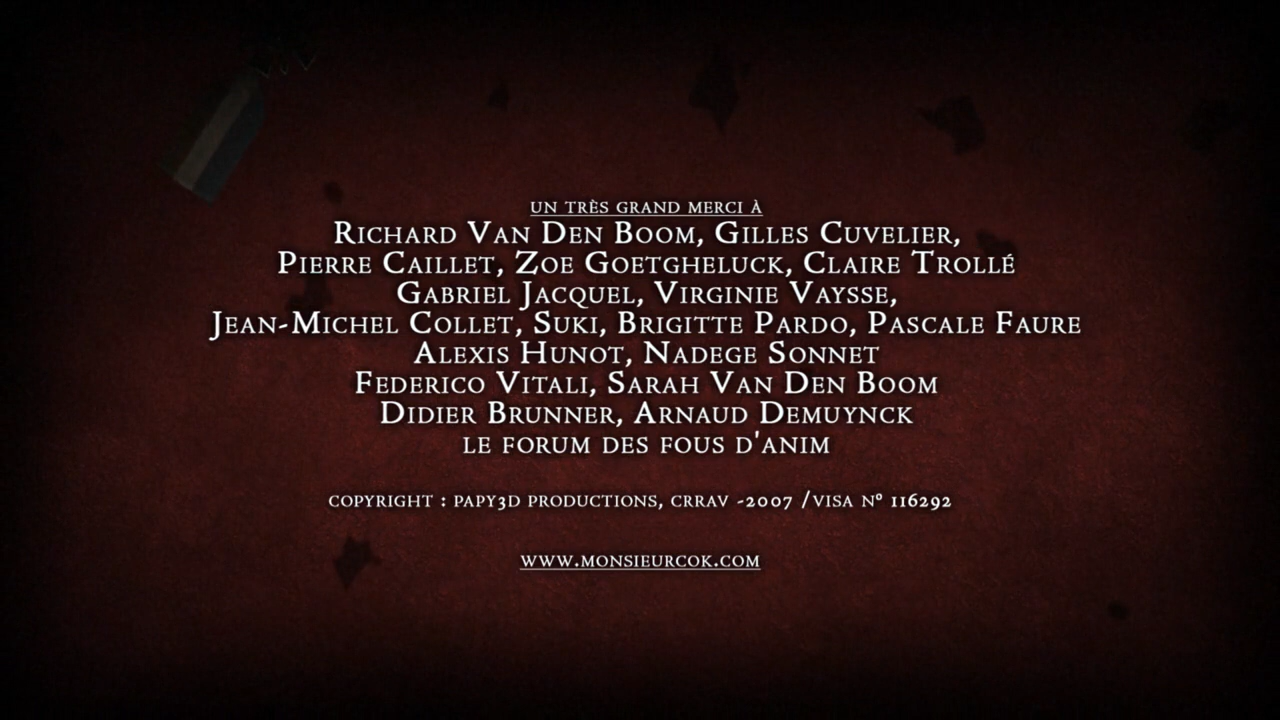 UN TRÈS GRAND MERCI À
RICHARD VAN DEN BOOM, GILLES CUVELIER,
PIERRE CAILLET, ZOE GOETGHELUCK, CLAIRE TROLLÉ
GABRIEL JACQUEL, VIRGINIE VAYSSE,
JEAN-MICHEL COLLET, SUKI, BRIGITTE PARDO, PASCALE FAURE
ALEXIS HUNOT, NADEGE SONNET
FEDERICO VITALI, SARAH VAN DEN BOOM
DIDIER BRUNNER, ARNAUD DEMUYNCK
LE FORUM DES FOUS D'ANIM
COPYRIGHT : PAPY3D PRODUCTIONS, CRRAV -2007 /VISA Nº 116292
WWW.MONSIEURCOK.COM